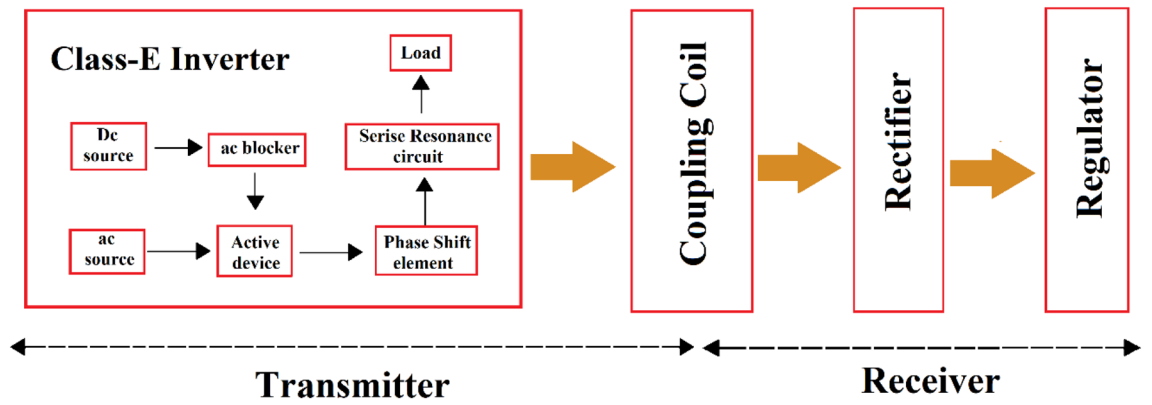 Class-E Inverter
Load
Dc
source
ac blocker
Serise Resonance
circuit
ac
source
Active
device
Phase Shift
element
Coupling Coil
Rectifier
Regulator
Transmitter
Receiver